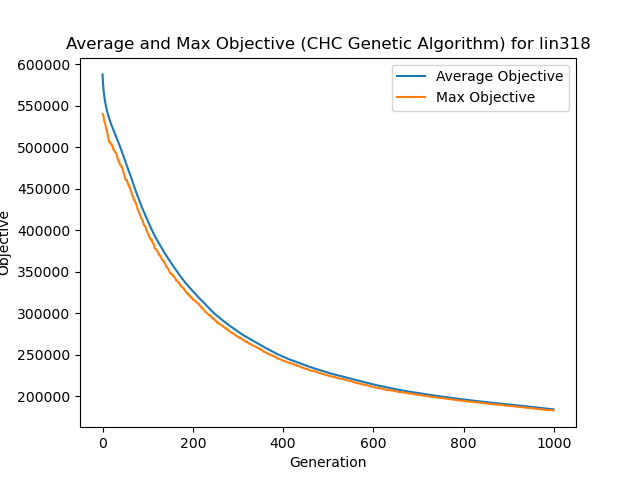 Average and Max Objective (CHC Genetic Algorithm) for lin318
600000
550000
500000
450000
400000
350000
300000
250000
200000
Objective
Average Objective
Max Objective
0 200 400 600 800 1000
Generation